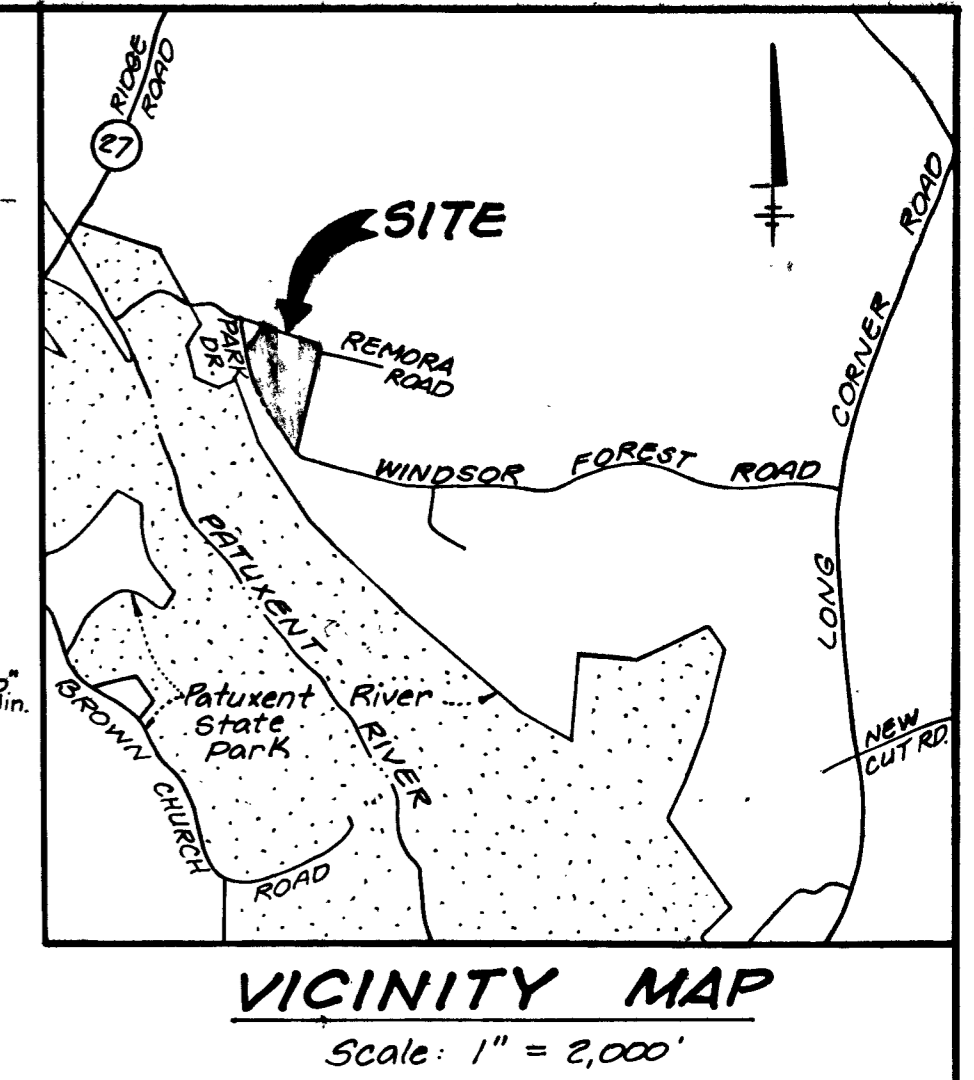 RIDGE
ROAD
27
SITE
PARK
DR.
REMORA
ROAD
CORNER ROAD
WINDSOR FOREST ROAD
PATUXENT
RIVER
LONG
Patuxent River
State
Park
BROWN CHURCH
ROAD
NEW
CUT RD.
VICINITY MAP
Scale: 1" = 2,000'